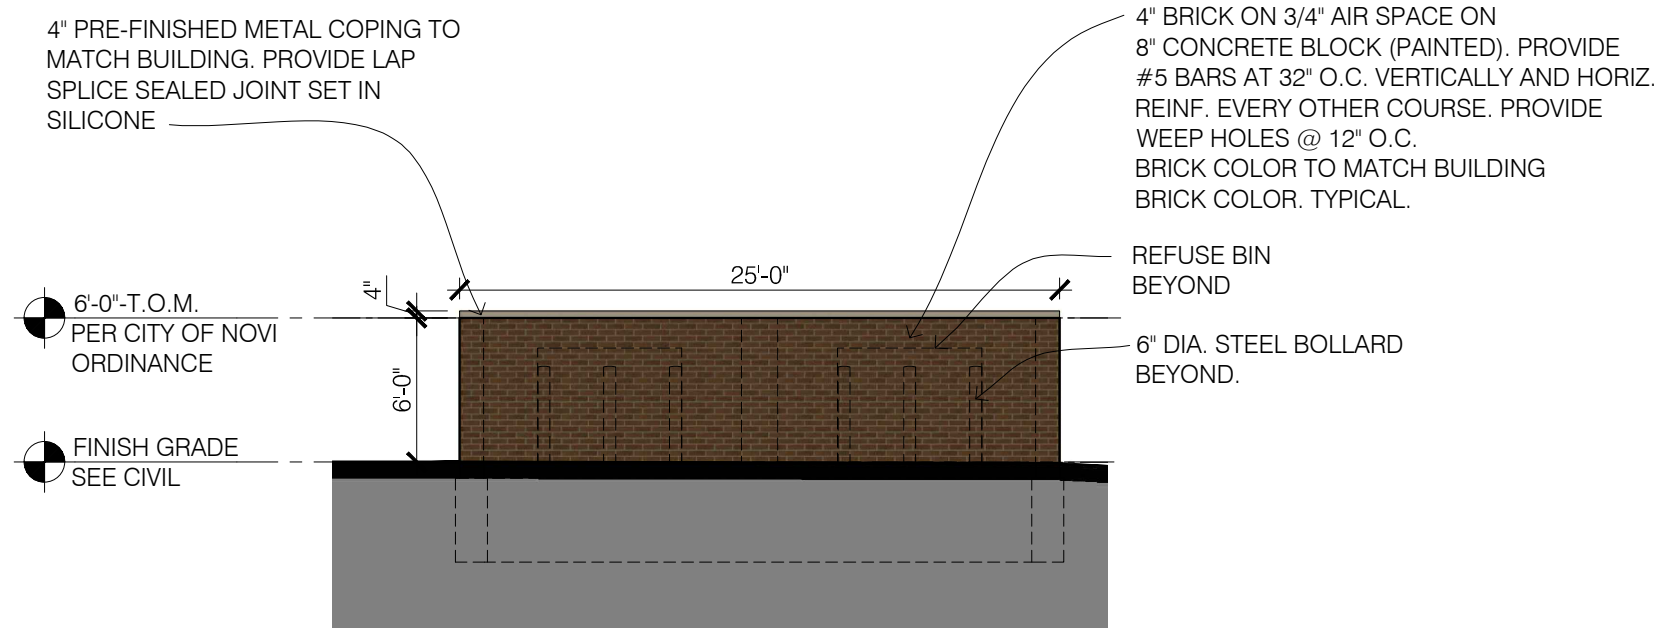 4" PRE-FINISHED METAL COPING TO
MATCH BUILDING. PROVIDE LAP
SPLICE SEALED JOINT SET IN
SILICONE
4" BRICK ON 3/4" AIR SPACE ON
8" CONCRETE BLOCK (PAINTED). PROVIDE
#5 BARS AT 32" O.C. VERTICALLY AND HORIZ.
REINF. EVERY OTHER COURSE. PROVIDE
WEEP HOLES @ 12" O.C.
BRICK COLOR TO MATCH BUILDING
BRICK COLOR. TYPICAL.
REFUSE BIN
BEYOND
25'-0"
4"
6'-0"-T.O.M.
PER CITY OF NOVI
ORDINANCE
6" DIA. STEEL BOLLARD
BEYOND.
6'-0"
FINISH GRADE
SEE CIVIL